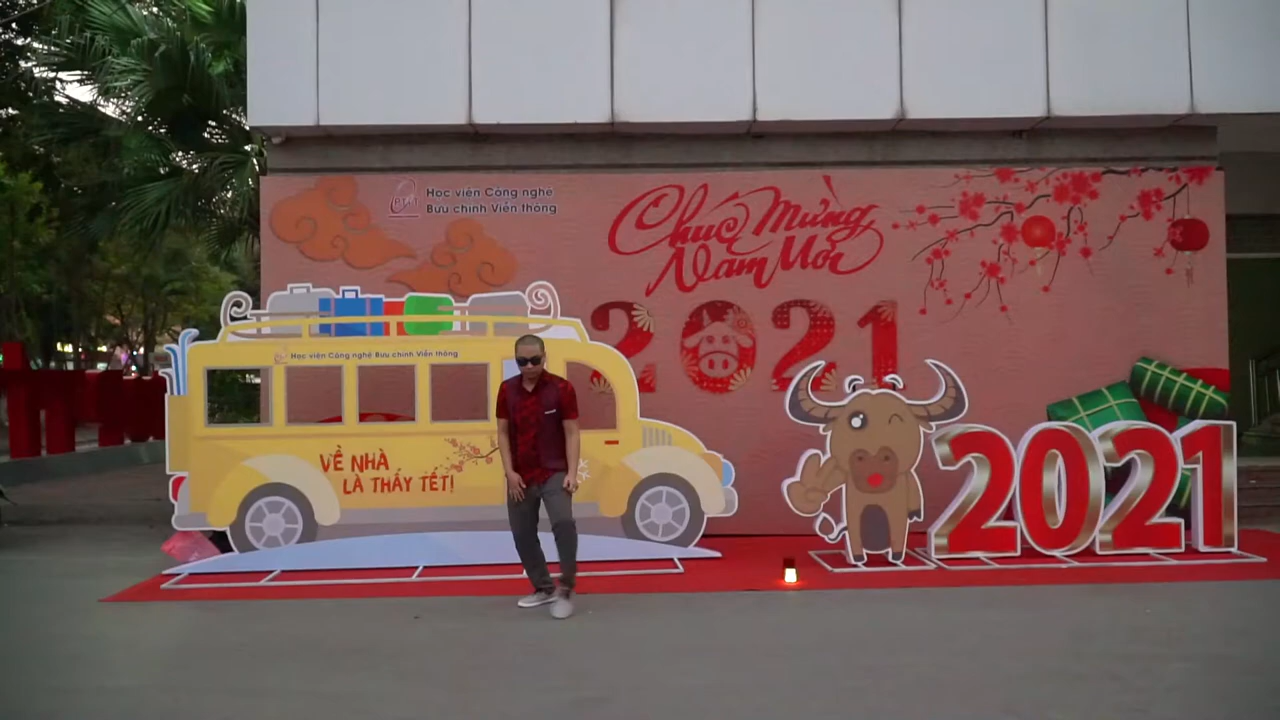 PTIT
Học viện Công nghệ
Bưu chính Viễn thông
Chúc Mừng
Năm Mới
2021
Học viện Công nghệ Bưu chính Viễn thông
VỀ NHÀ
LÀ THẤY TẾT!
2021